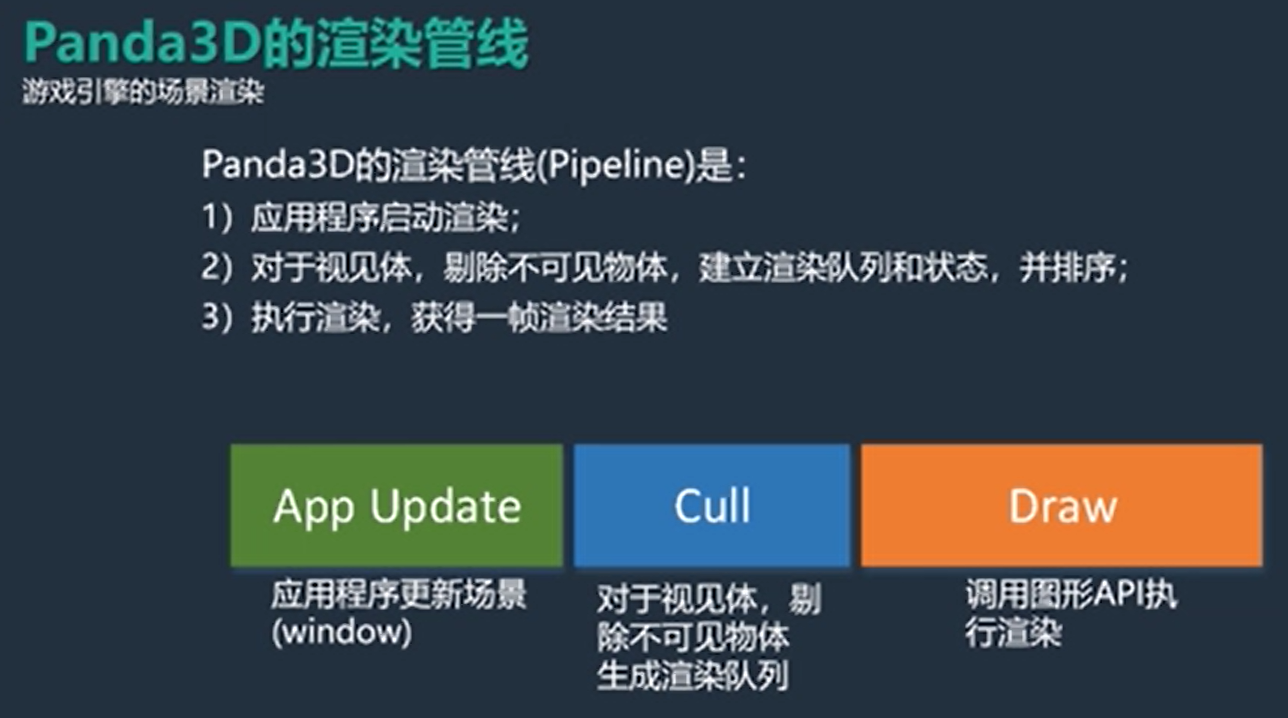 Panda3D的渲染管线
游戏引擎的场景渲染
Panda3D的渲染管线(Pipeline)是：
1）应用程序启动渲染；
2）对于视见体，剔除不可见物体，建立渲染队列和状态，并排序；
3）执行渲染，获得一帧渲染结果
App Update
Cull
Draw
应用程序更新场景
(window)
对于视见体，剔
除不可见物体
生成渲染队列
调用图形API执
行渲染